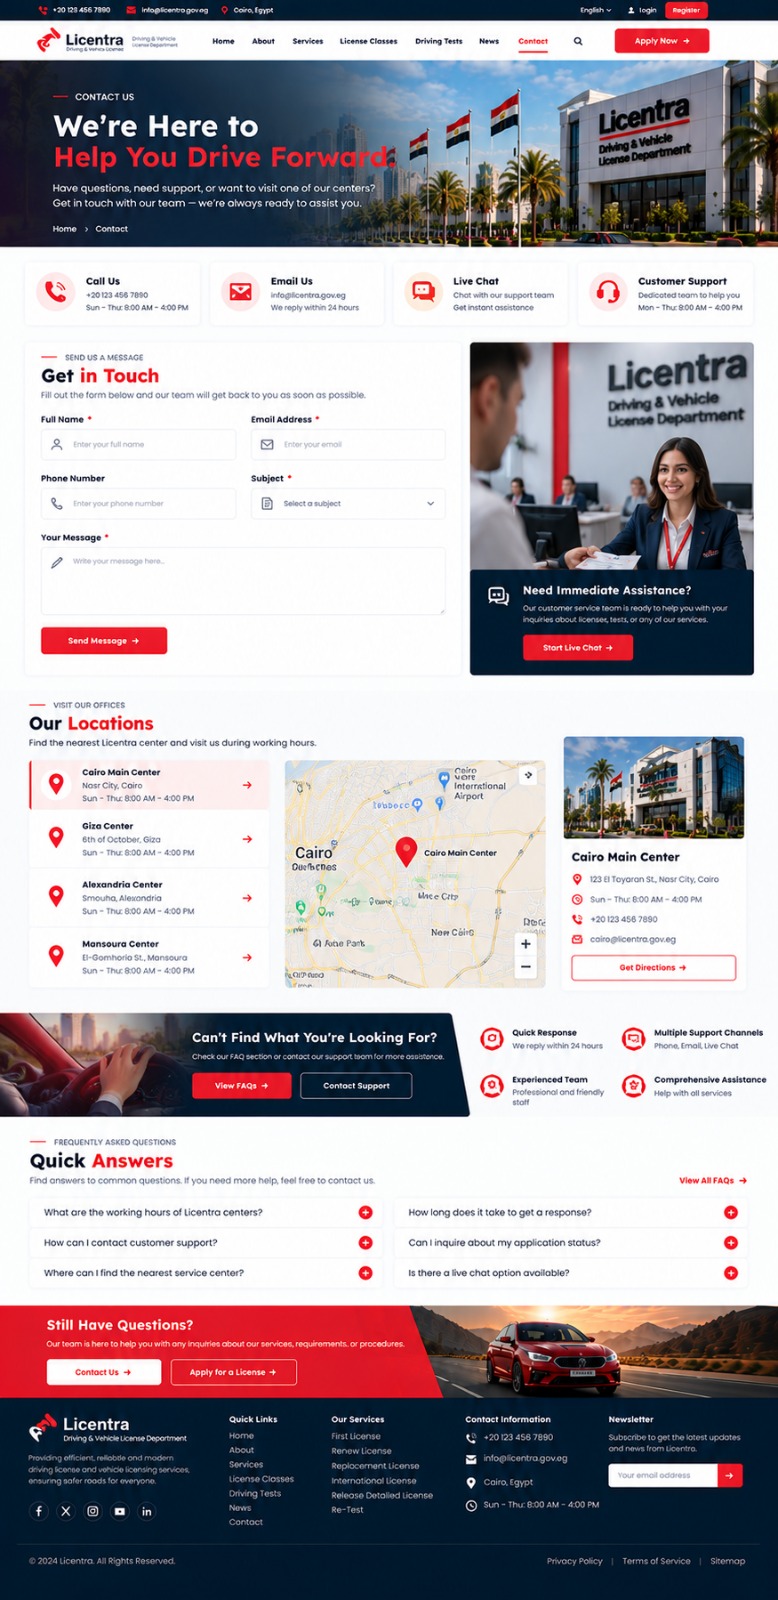 +20 123 456 7890
info@licentra.gov.eg
Cairo, Egypt
English
login
Register
Licentra
Driving & Vehicle License
Driving & Vehicle
License Department
Home
About
Services
License Classes
Driving Tests
News
Contact
Apply Now →
CONTACT US
We're Here to
Help You Drive Forward.
Have questions, need support, or want to visit one of our centers?
Get in touch with our team — we're always ready to assist you.
Home > Contact
Licentra
Driving & Vehicle
License Department
Call Us
+20 123 456 7890
Sun – Thu: 8:00 AM – 4:00 PM
Email Us
info@licentra.gov.eg
We reply within 24 hours
Live Chat
Chat with our support team
Get instant assistance
Customer Support
Dedicated team to help you
Mon – Thu: 8:00 AM – 4:00 PM
SEND US A MESSAGE
Get in Touch
Fill out the form below and our team will get back to you as soon as possible.
Full Name *
Enter your full name
Email Address *
Enter your email
Phone Number
Enter your phone number
Subject *
Select a subject
Your Message *
Write your message here...
Send Message →
Licentra
Driving & Vehicle
License Department
Need Immediate Assistance?
Our customer service team is ready to help you with your
inquiries about licenses, tests, or any of our services.
Start Live Chat →
VISIT OUR OFFICES
Our Locations
Find the nearest Licentra center and visit us during working hours.
Cairo Main Center
Nasr City, Cairo
Sun – Thu: 8:00 AM – 4:00 PM
Giza Center
6th of October, Giza
Sun – Thu: 8:00 AM – 4:00 PM
Alexandria Center
Smouha, Alexandria
Sun – Thu: 8:00 AM – 4:00 PM
Mansoura Center
El-Gomhoria St., Mansoura
Sun – Thu: 8:00 AM – 4:00 PM
International
Airport
Cairo
Cairo Main Center
New Cairo
Cairo Main Center
123 El Tayaran St., Nasr City, Cairo
Sun – Thu: 8:00 AM – 4:00 PM
+20 123 456 7890
cairo@licentra.gov.eg
Get Directions →
Can't Find What You're Looking For?
Check our FAQ section or contact our support team for more assistance.
View FAQs →
Contact Support
Quick Response
We reply within 24 hours
Multiple Support Channels
Phone, Email, Live Chat
Experienced Team
Professional and friendly
staff
Comprehensive Assistance
Help with all services
FREQUENTLY ASKED QUESTIONS
Quick Answers
Find answers to common questions. If you need more help, feel free to contact us.
View All FAQs →
What are the working hours of Licentra centers?
How can I contact customer support?
Where can I find the nearest service center?
How long does it take to get a response?
Can I inquire about my application status?
Is there a live chat option available?
Still Have Questions?
Our team is here to help you with any inquiries about our services, requirements, or procedures.
Contact Us →
Apply for a License →
Licentra
Driving & Vehicle License Department
Providing efficient, reliable and modern
driving license and vehicle licensing services,
ensuring safer roads for everyone.
Quick Links
Home
About
Services
License Classes
Driving Tests
News
Contact
Our Services
First License
Renew License
Replacement License
International License
Release Detailed License
Re-Test
Contact Information
+20 123 456 7890
info@licentra.gov.eg
Cairo, Egypt
Sun – Thu: 8:00 AM – 4:00 PM
Newsletter
Subscribe to get the latest updates
and news from Licentra.
Your email address
© 2024 Licentra. All Rights Reserved.
Privacy Policy | Terms of Service | Sitemap